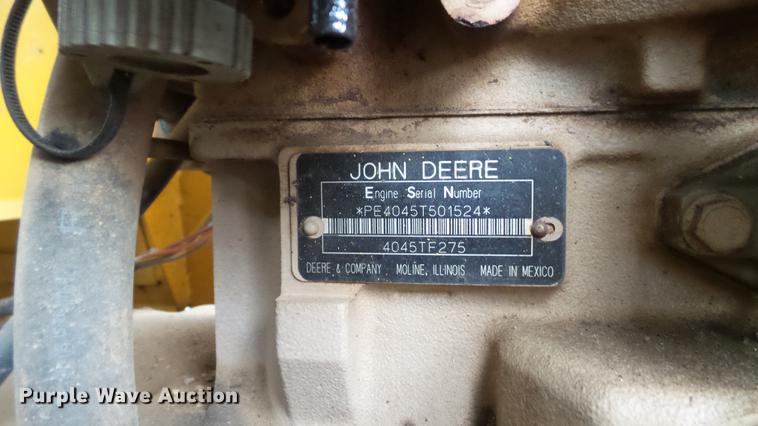 JOHN DEERE
Engine Serial Number
*PE4045T501524*
4045TF275
DEERE & COMPANY MOLINE, ILLINOIS MADE IN MEXICO
Purple Wave Auction